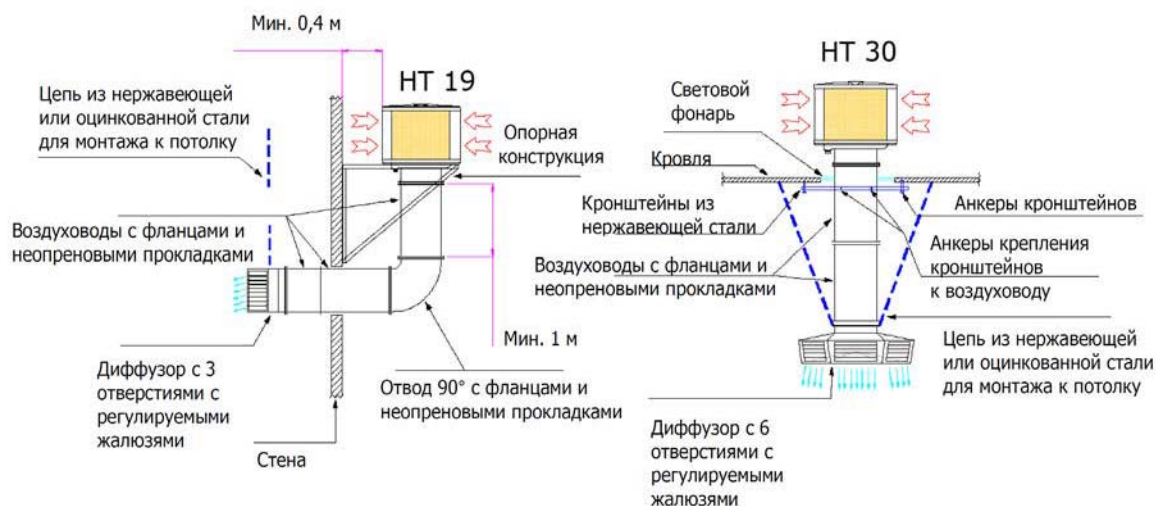 Мин. 0,4 м
НТ 19
Цепь из нержавеющей
или оцинкованной стали
для монтажа к потолку
Опорная
конструкция
Воздуховоды с фланцами и
неопреновыми прокладками
Мин. 1 м
Диффузор с 3
отверстиями с
регулируемыми
жалюзями
Отвод 90° с фланцами и
неопреновыми прокладками
Стена
НТ 30
Световой
фонарь
Кровля
Кронштейны из
нержавеющей стали
Анкеры кронштейнов
Воздуховоды с фланцами и
неопреновыми прокладками
Анкеры крепления
кронштейнов
к воздуховоду
Цепь из нержавеющей
или оцинкованной стали
для монтажа к потолку
Диффузор с 6
отверстиями с
регулируемыми
жалюзями